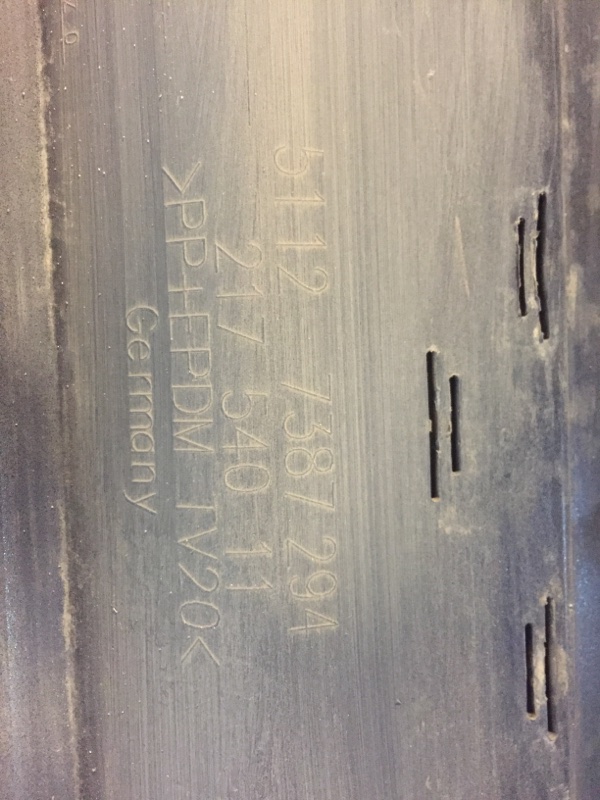 5112 7387 294
217 540 11
>PP+EPDM TV20<
Germany